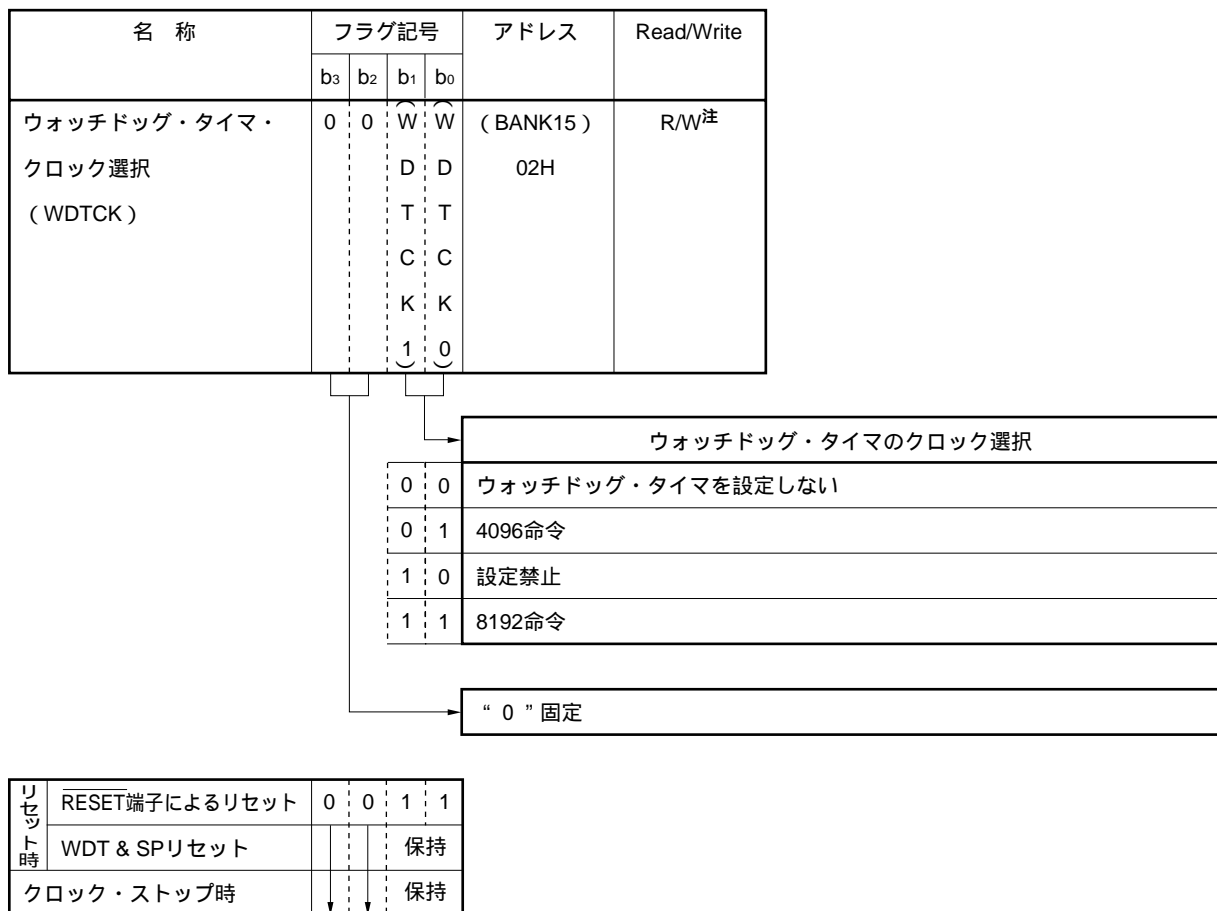 名　称 フラグ記号 アドレス Read/Write
b3 b2 b1 b0
ウォッチドッグ・タイマ・ 0 0 (WDTCK1) (WDTCK0) （BANK15） R/W注
クロック選択 02H
（WDTCK）
ウォッチドッグ・タイマのクロック選択
0 0 ウォッチドッグ・タイマを設定しない
0 1 4096命令
1 0 設定禁止
1 1 8192命令
“0”固定
リセット時 RESET端子によるリセット 0 0 1 1
WDT & SPリセット 保持
クロック・ストップ時 保持